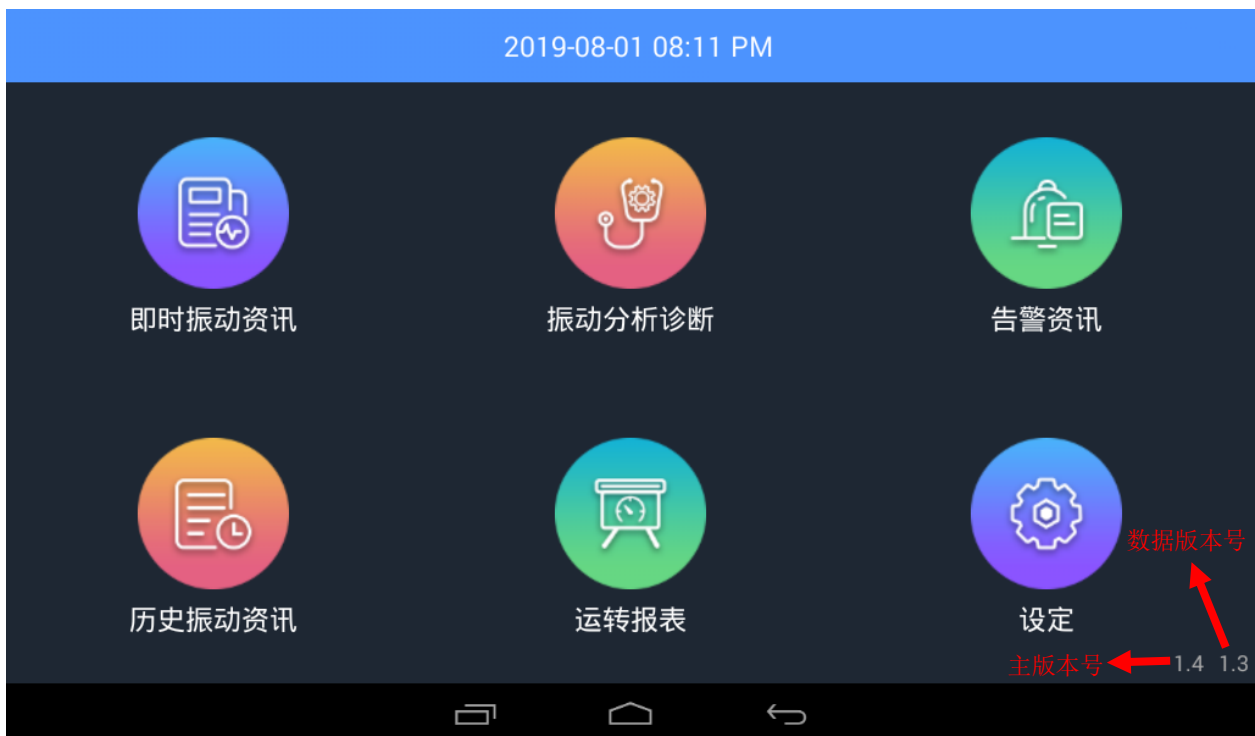 2019-08-01 08:11 PM
即时振动资讯
振动分析诊断
告警资讯
历史振动资讯
运转报表
设定
数据版本号
主版本号
1.4 1.3